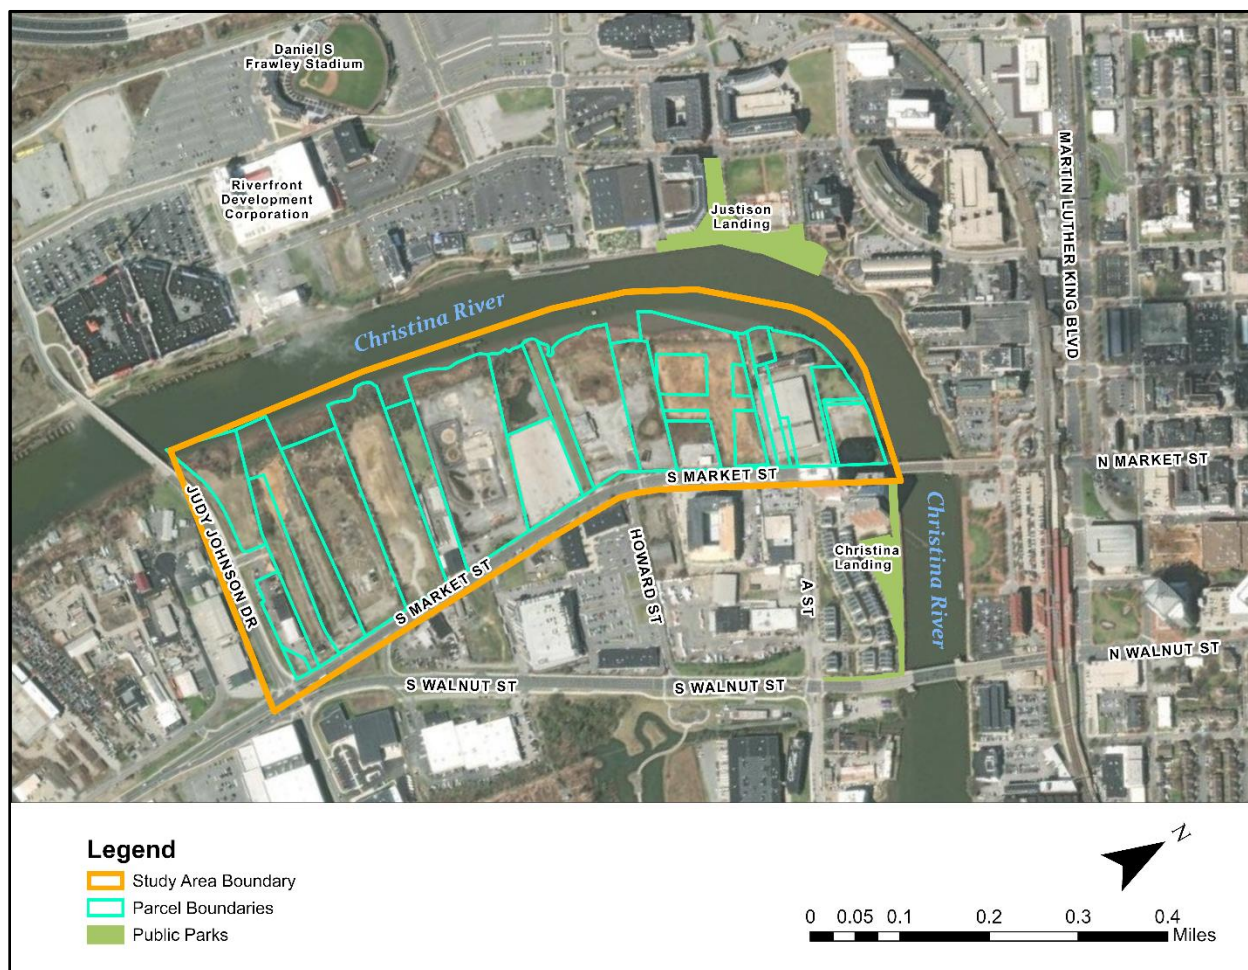 Daniel S
Frawley Stadium
Riverfront
Development
Corporation
Justison
Landing
MARTIN LUTHER KING BLVD
Christina River
N MARKET ST
S MARKET ST
JUDY JOHNSON DR
S MARKET ST
HOWARD ST
A ST
Christina
Landing
Christina River
N WALNUT ST
S WALNUT ST
S WALNUT ST
Legend
Study Area Boundary
Parcel Boundaries
Public Parks
N
0 0.05 0.1 0.2 0.3 0.4
Miles